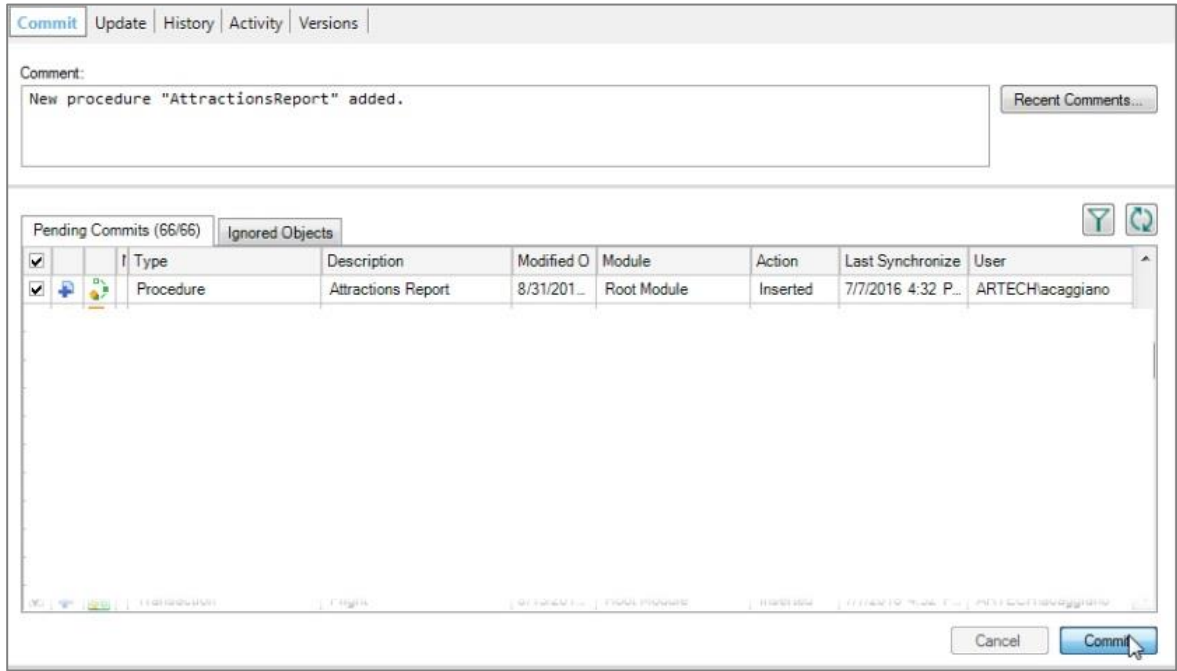 Commit Update History Activity Versions
Comment:
New procedure "AttractionsReport" added.
Recent Comments...
Pending Commits (66/66) Ignored Objects
Type Description Modified O Module Action Last Synchronize User
Procedure Attractions Report 8/31/201... Root Module Inserted 7/7/2016 4:32 P... ARTECH\acaggiano
Cancel Commit